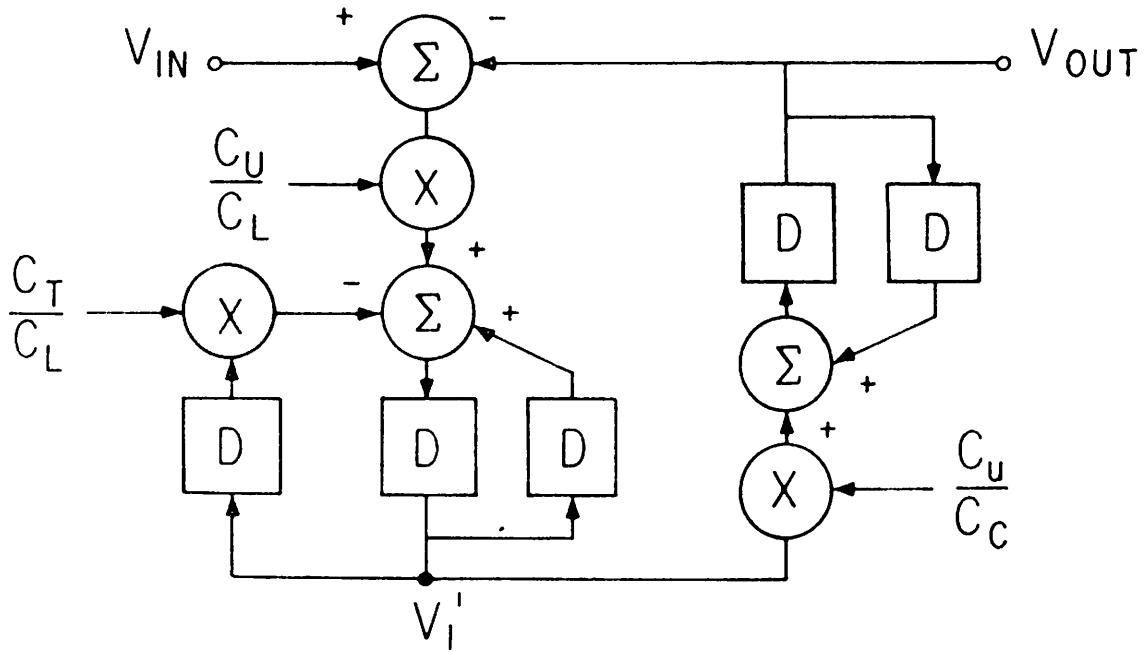 + −
V_IN Σ V_OUT
C_U/C_L X
+
D D
C_T/C_L X − Σ +
Σ
+
D D D
+
X C_u/C_C
V_1'